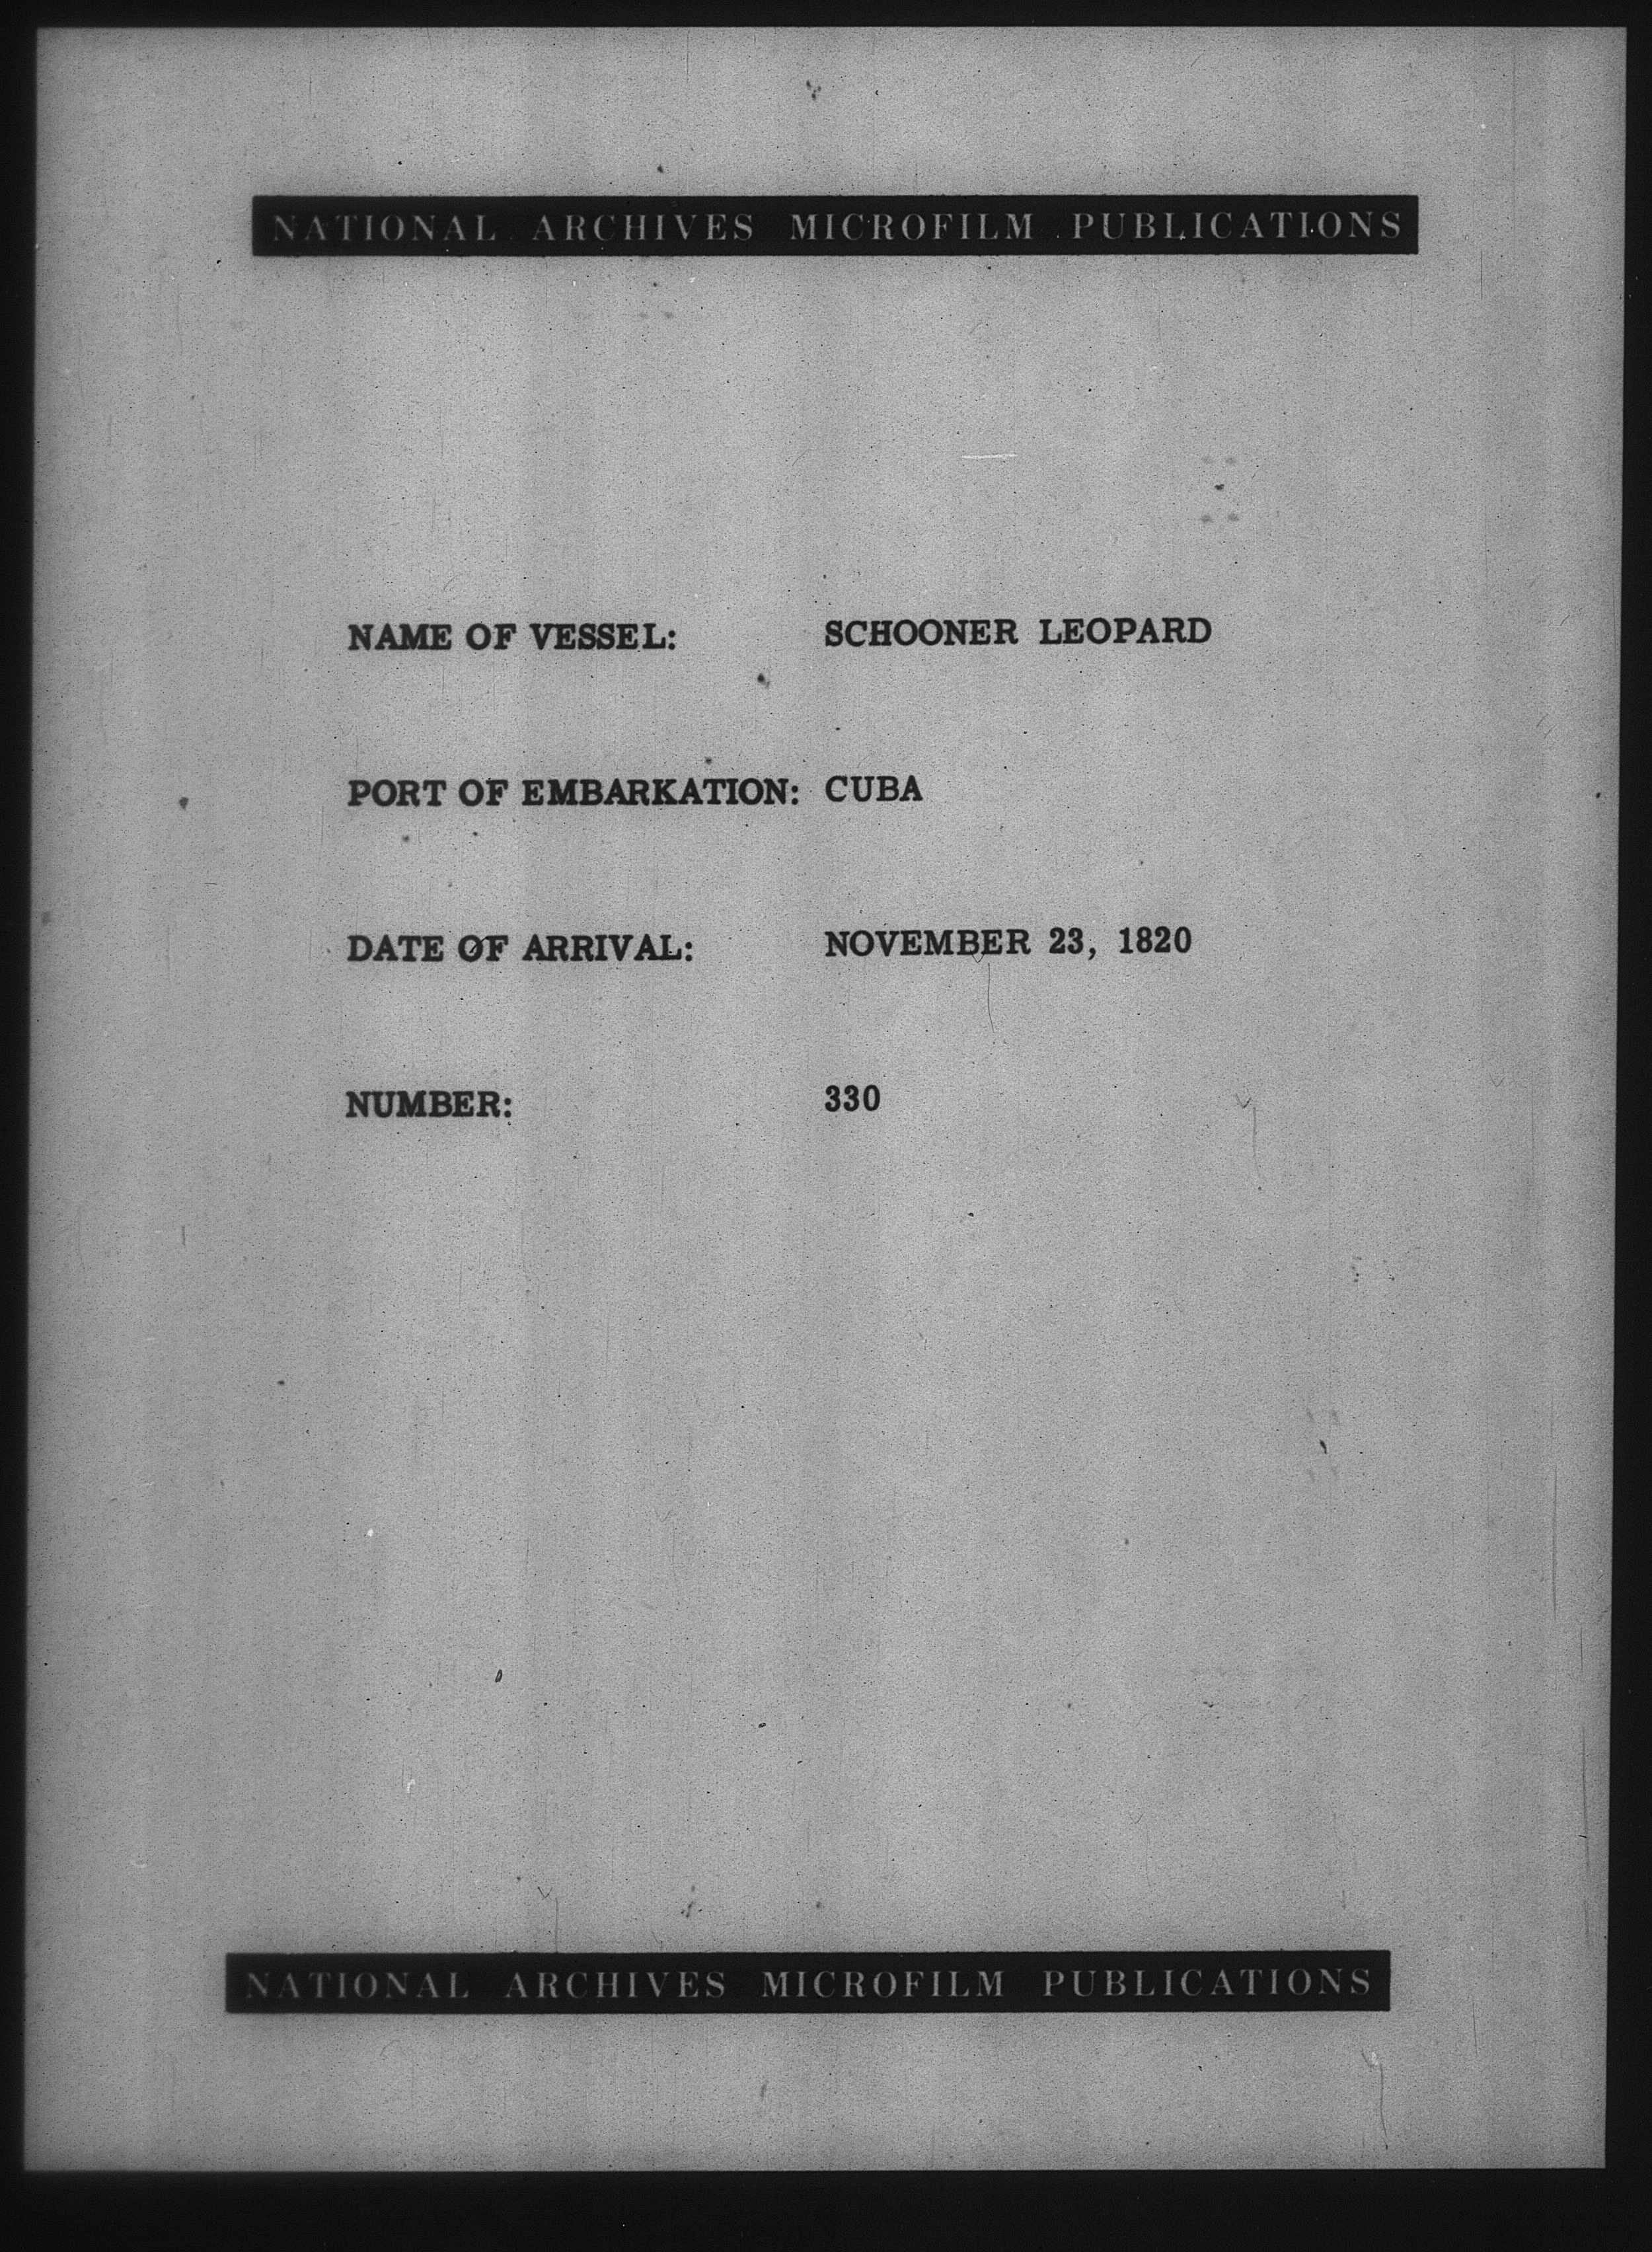 NATIONAL ARCHIVES MICROFILM PUBLICATIONS
NAME OF VESSEL: SCHOONER LEOPARD
PORT OF EMBARKATION: CUBA
DATE OF ARRIVAL: NOVEMBER 23, 1820
NUMBER: 330
NATIONAL ARCHIVES MICROFILM PUBLICATIONS